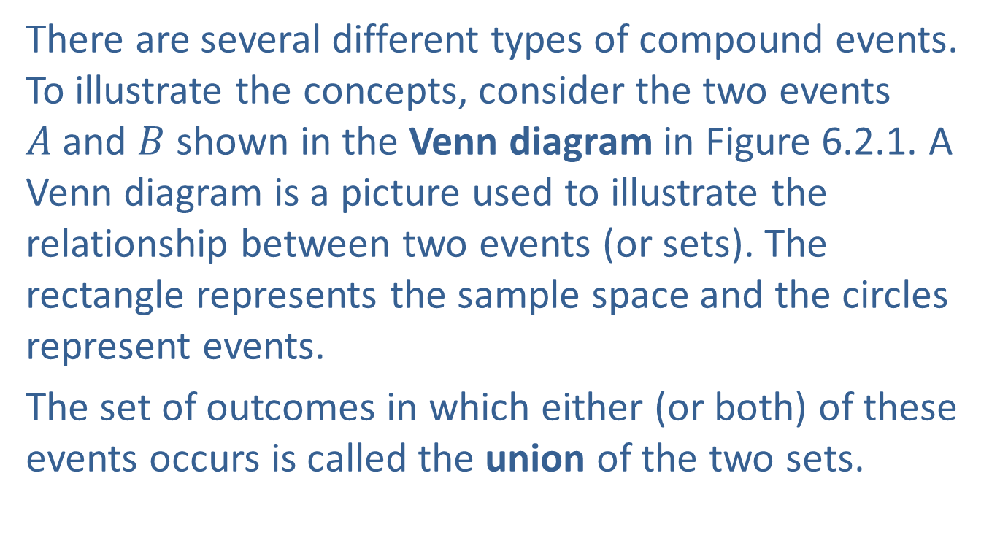 There are several different types of compound events.
To illustrate the concepts, consider the two events
A and B shown in the Venn diagram in Figure 6.2.1. A
Venn diagram is a picture used to illustrate the
relationship between two events (or sets). The
rectangle represents the sample space and the circles
represent events.
The set of outcomes in which either (or both) of these
events occurs is called the union of the two sets.